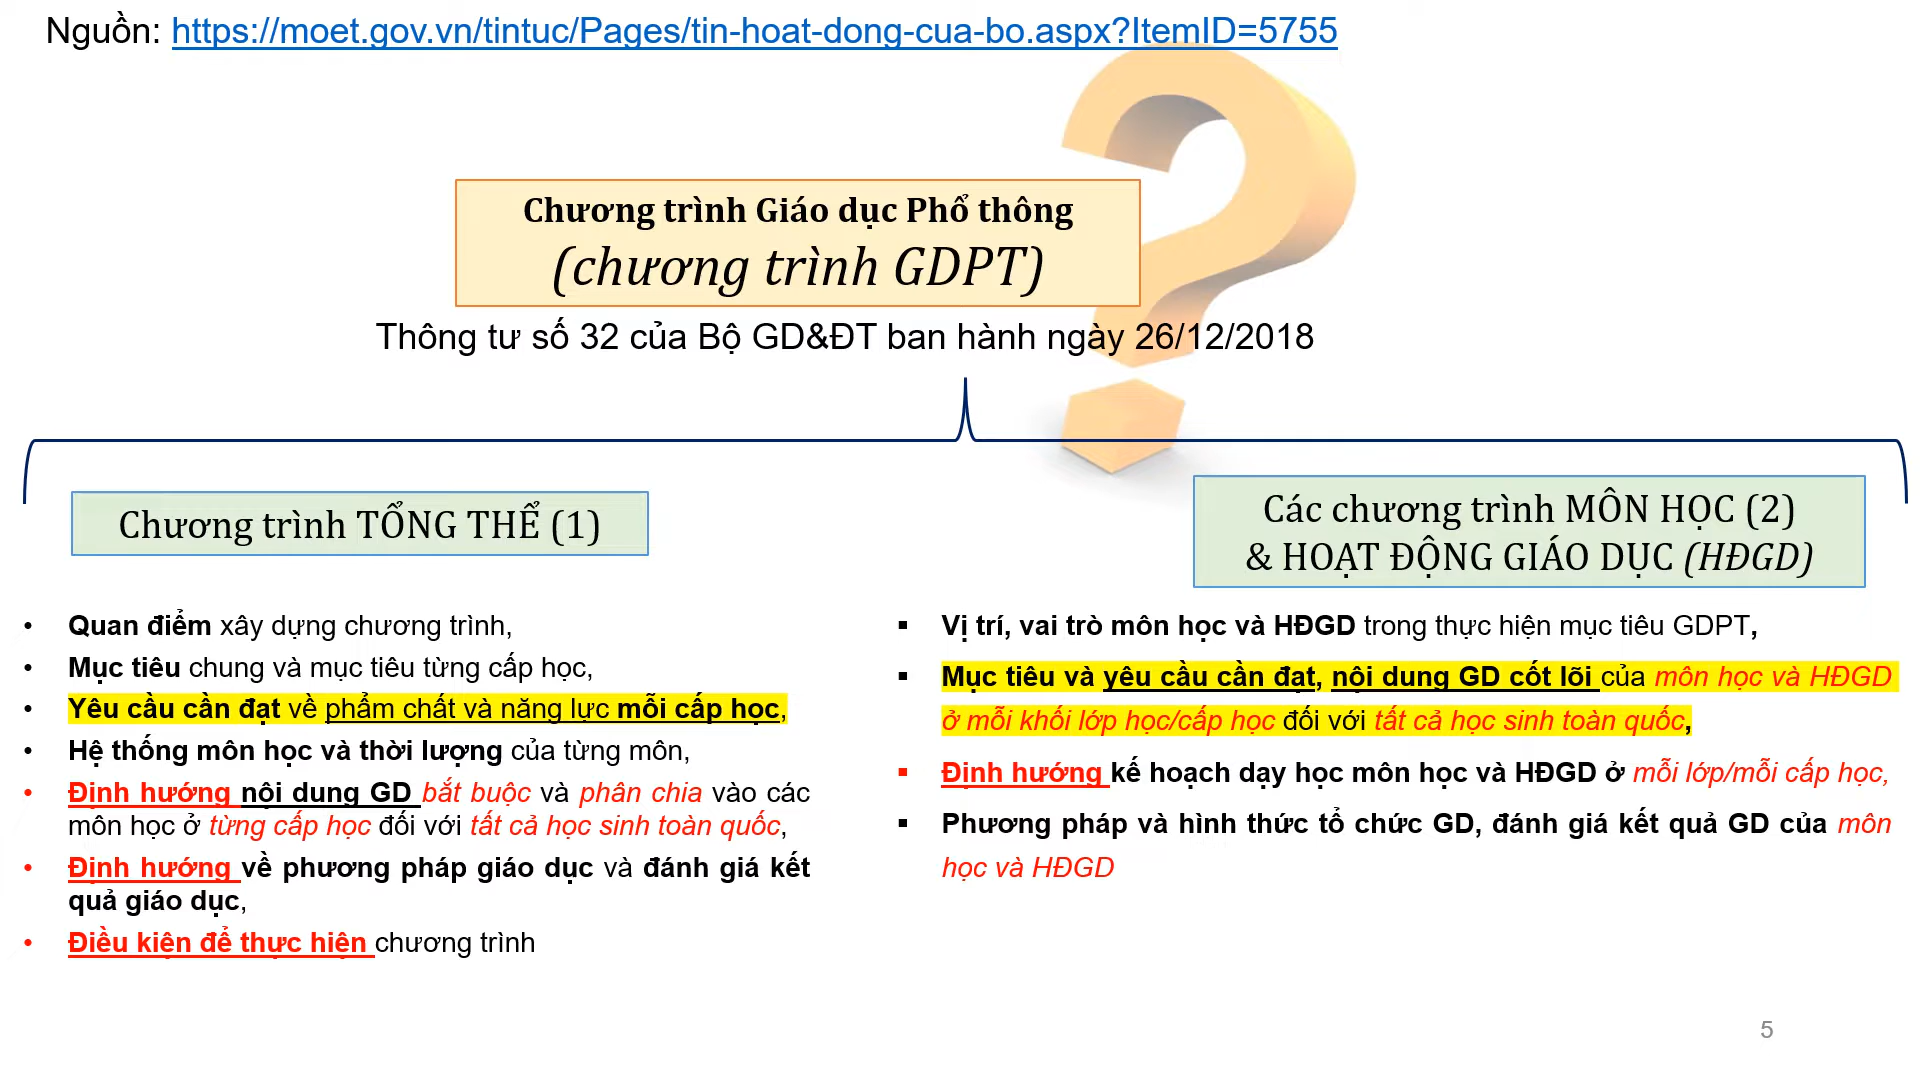 Nguồn: https://moet.gov.vn/tintuc/Pages/tin-hoat-dong-cua-bo.aspx?ItemID=5755
Chương trình Giáo dục Phổ thông
(chương trình GDPT)
Thông tư số 32 của Bộ GD&ĐT ban hành ngày 26/12/2018
Chương trình TỔNG THỂ (1)
• Quan điểm xây dựng chương trình,
• Mục tiêu chung và mục tiêu từng cấp học,
• Yêu cầu cần đạt về phẩm chất và năng lực mỗi cấp học,
• Hệ thống môn học và thời lượng của từng môn,
• Định hướng nội dung GD bắt buộc và phân chia vào các
môn học ở từng cấp học đối với tất cả học sinh toàn quốc,
• Định hướng về phương pháp giáo dục và đánh giá kết
quả giáo dục,
• Điều kiện để thực hiện chương trình
Các chương trình MÔN HỌC (2)
& HOẠT ĐỘNG GIÁO DỤC (HĐGD)
▪ Vị trí, vai trò môn học và HĐGD trong thực hiện mục tiêu GDPT,
▪ Mục tiêu và yêu cầu cần đạt, nội dung GD cốt lõi của môn học và HĐGD
ở mỗi khối lớp học/cấp học đối với tất cả học sinh toàn quốc,
▪ Định hướng kế hoạch dạy học môn học và HĐGD ở mỗi lớp/mỗi cấp học,
▪ Phương pháp và hình thức tổ chức GD, đánh giá kết quả GD của môn
học và HĐGD
5